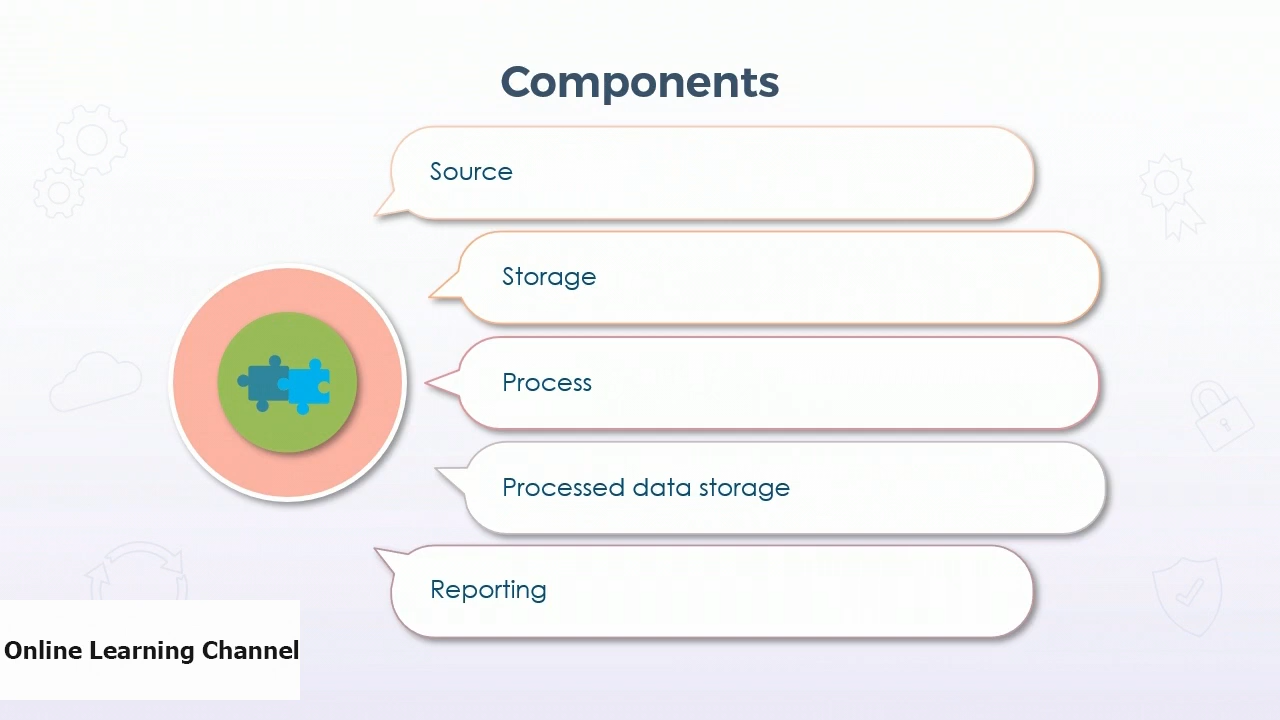 Components
Source
Storage
Process
Processed data storage
Reporting
Online Learning Channel